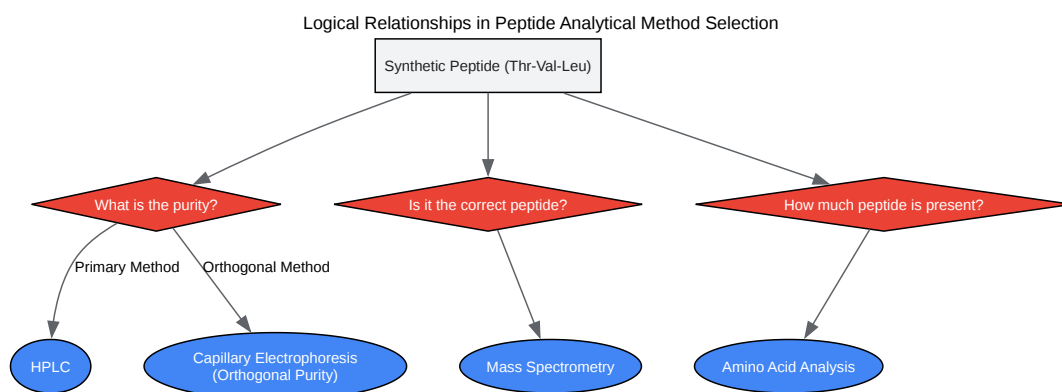 Logical Relationships in Peptide Analytical Method Selection
Synthetic Peptide (Thr-Val-Leu)
What is the purity?
Is it the correct peptide?
How much peptide is present?
Primary Method
Orthogonal Method
HPLC
Capillary Electrophoresis
(Orthogonal Purity)
Mass Spectrometry
Amino Acid Analysis